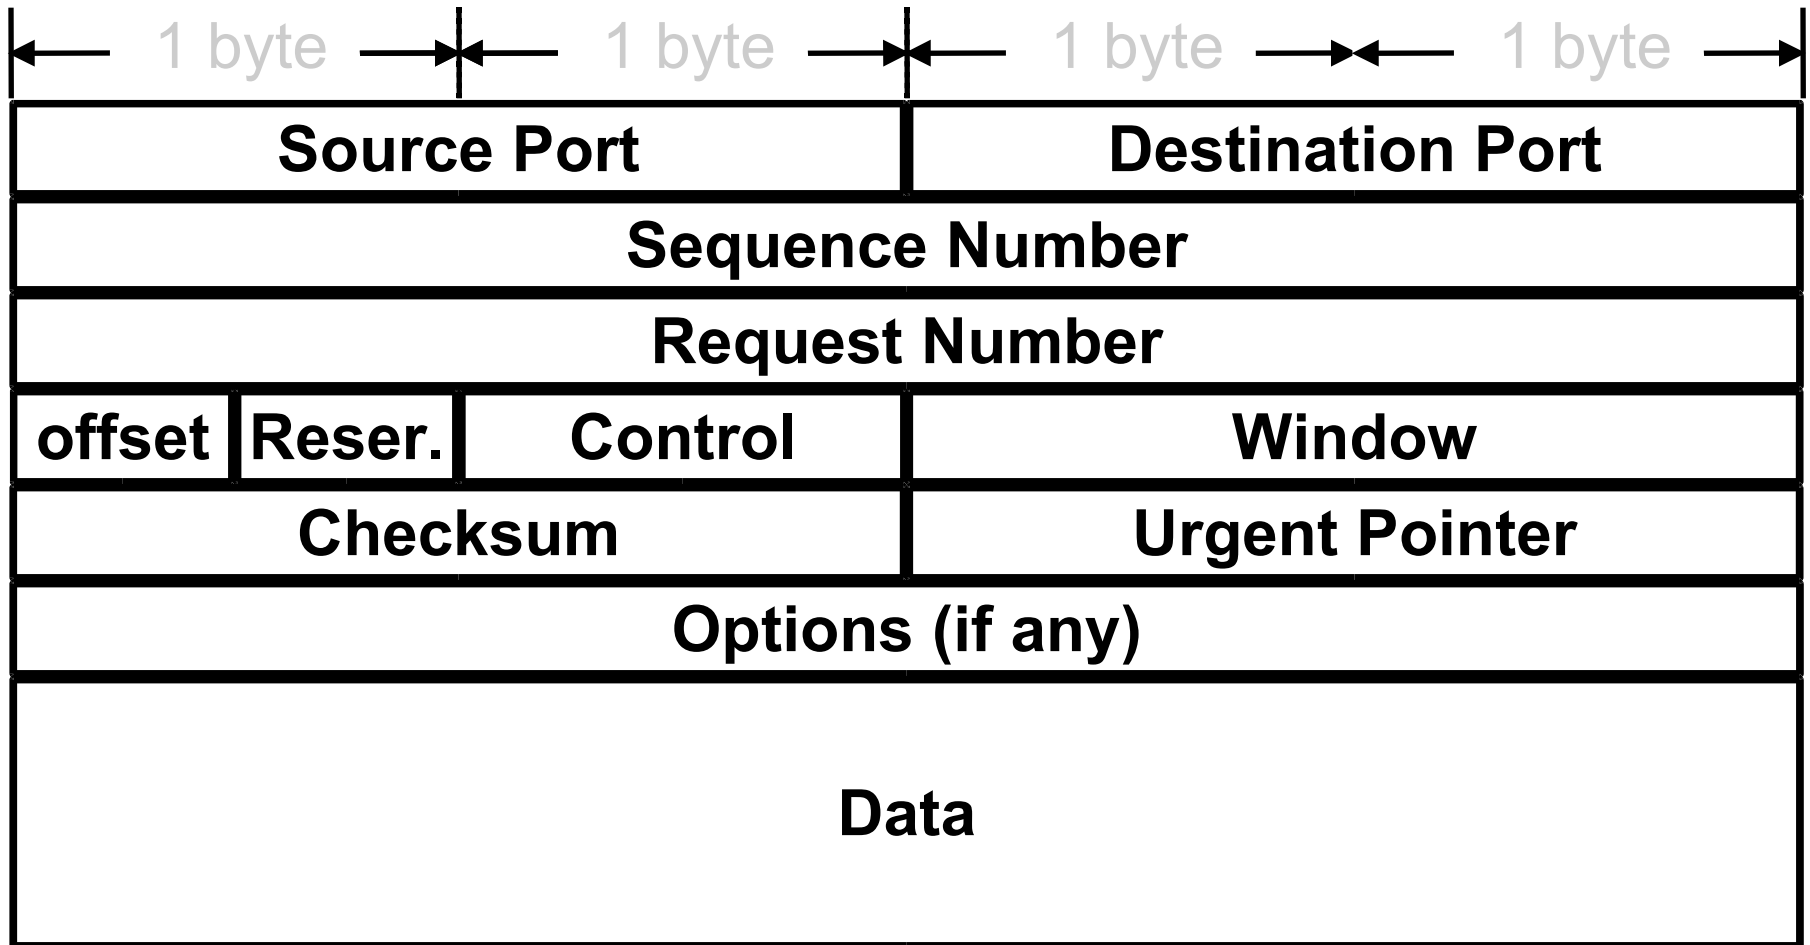 1 byte 1 byte 1 byte 1 byte
Source Port Destination Port
Sequence Number
Request Number
offset Reser. Control Window
Checksum Urgent Pointer
Options (if any)
Data